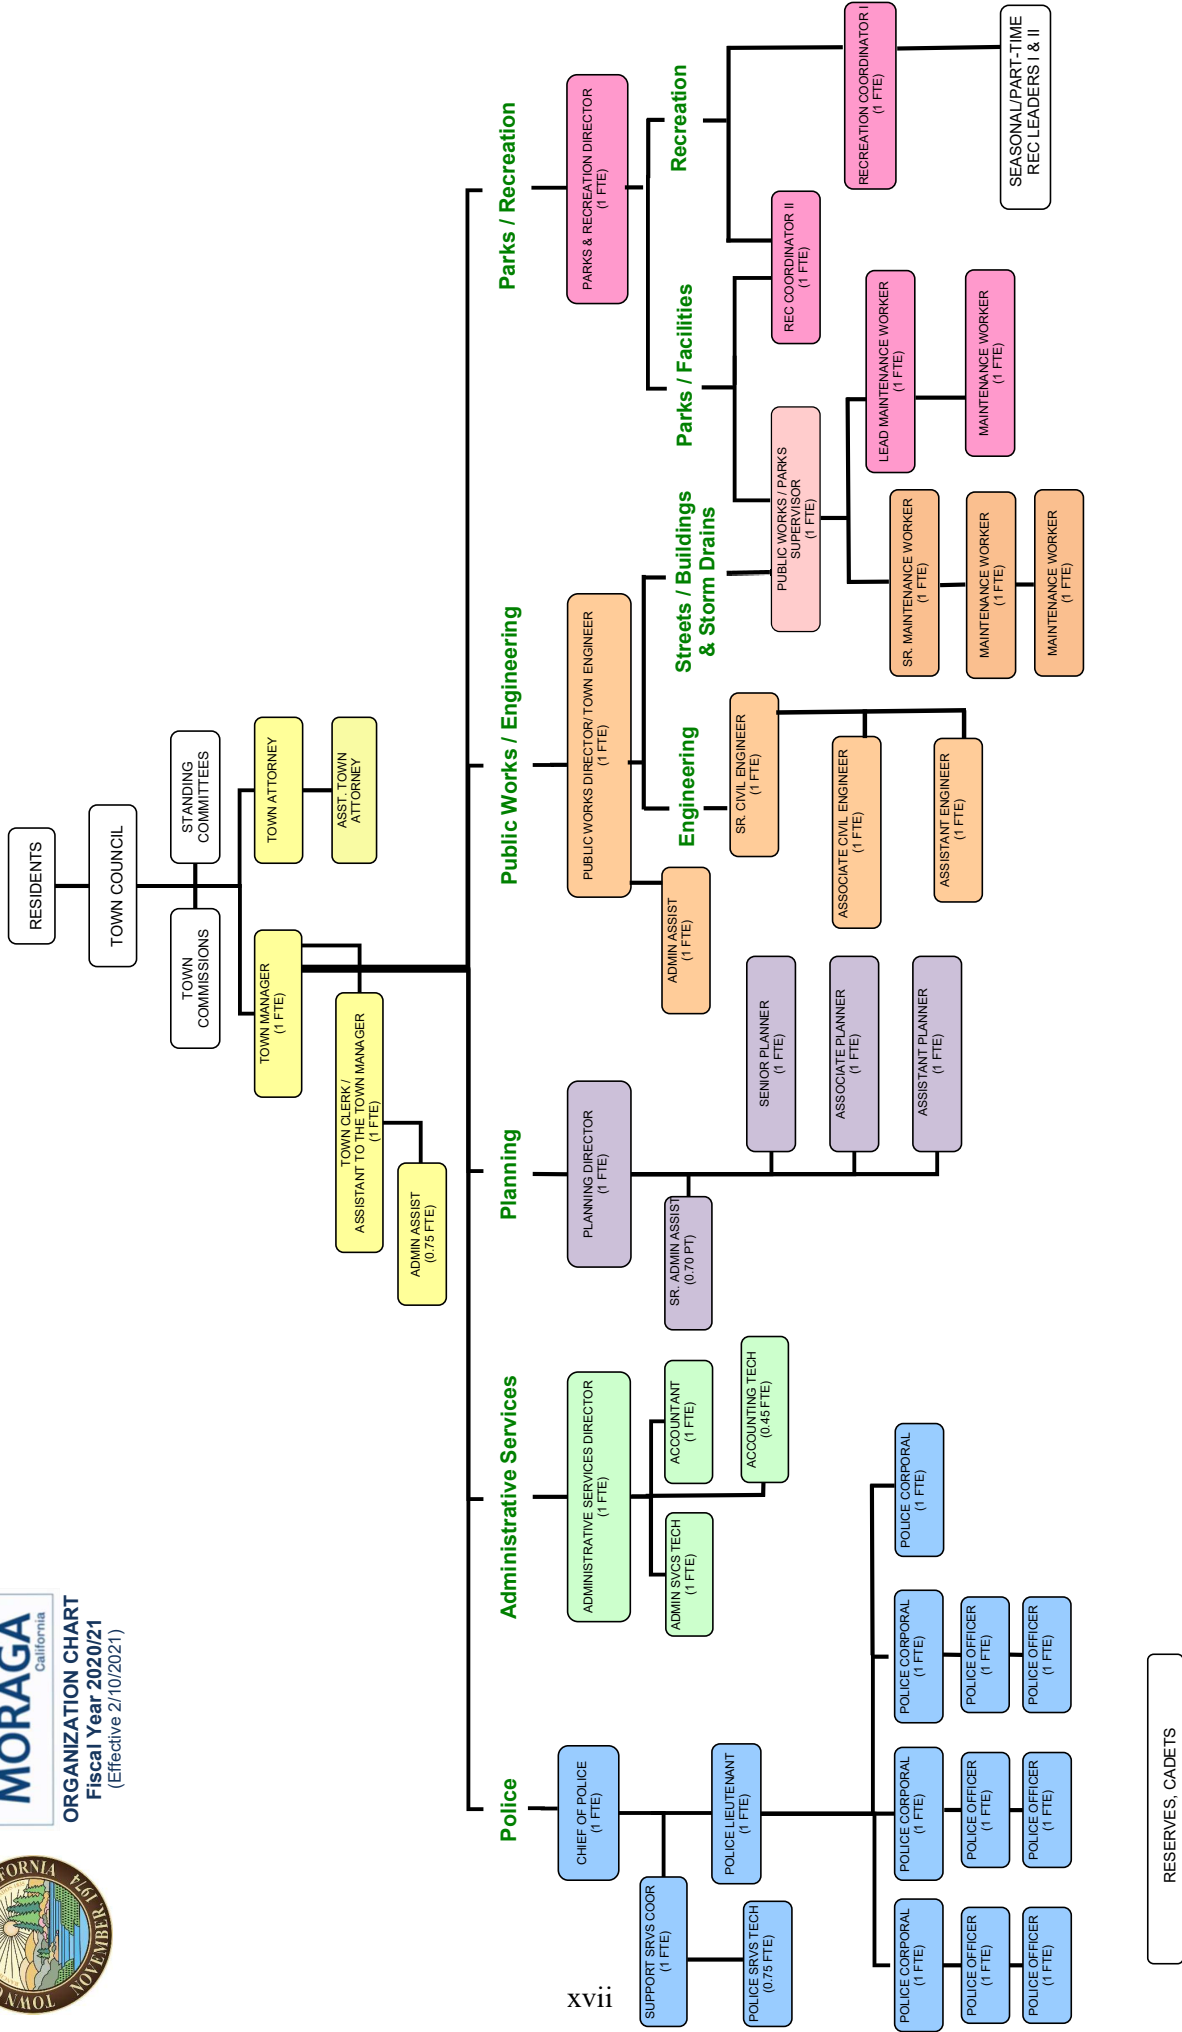 MORAGA
California
ORGANIZATION CHART
Fiscal Year 2020/21
(Effective 2/10/2021)
TOWN
NOVEMBER, 1974
RESIDENTS
TOWN COUNCIL
TOWN
COMMISSIONS
STANDING
COMMITTEES
TOWN MANAGER
(1 FTE)
TOWN ATTORNEY
ASST. TOWN
ATTORNEY
TOWN CLERK /
ASSISTANT TO THE TOWN MANAGER
(1 FTE)
ADMIN ASSIST
(0.75 FTE)
Police
CHIEF OF POLICE
(1 FTE)
SUPPORT SRVS COOR
(1 FTE)
POLICE SRVS TECH
(0.75 FTE)
POLICE LIEUTENANT
(1 FTE)
POLICE CORPORAL
(1 FTE)
POLICE OFFICER
(1 FTE)
POLICE OFFICER
(1 FTE)
POLICE CORPORAL
(1 FTE)
POLICE OFFICER
(1 FTE)
POLICE OFFICER
(1 FTE)
POLICE CORPORAL
(1 FTE)
POLICE OFFICER
(1 FTE)
POLICE OFFICER
(1 FTE)
POLICE CORPORAL
(1 FTE)
RESERVES, CADETS
Administrative Services
ADMINISTRATIVE SERVICES DIRECTOR
(1 FTE)
ADMIN SVCS TECH
(1 FTE)
ACCOUNTANT
(1 FTE)
ACCOUNTING TECH
(0.45 FTE)
Planning
PLANNING DIRECTOR
(1 FTE)
SR. ADMIN ASSIST
(0.70 PT)
SENIOR PLANNER
(1 FTE)
ASSOCIATE PLANNER
(1 FTE)
ASSISTANT PLANNER
(1 FTE)
Public Works / Engineering
PUBLIC WORKS DIRECTOR/ TOWN ENGINEER
(1 FTE)
ADMIN ASSIST
(1 FTE)
Engineering
SR. CIVIL ENGINEER
(1 FTE)
ASSOCIATE CIVIL ENGINEER
(1 FTE)
ASSISTANT ENGINEER
(1 FTE)
Streets / Buildings
& Storm Drains
PUBLIC WORKS / PARKS
SUPERVISOR
(1 FTE)
SR. MAINTENANCE WORKER
(1 FTE)
MAINTENANCE WORKER
(1 FTE)
MAINTENANCE WORKER
(1 FTE)
LEAD MAINTENANCE WORKER
(1 FTE)
MAINTENANCE WORKER
(1 FTE)
Parks / Recreation
PARKS & RECREATION DIRECTOR
(1 FTE)
Parks / Facilities
Recreation
REC COORDINATOR II
(1 FTE)
RECREATION COORDINATOR I
(1 FTE)
SEASONAL/PART-TIME
REC LEADERS I & II
xvii